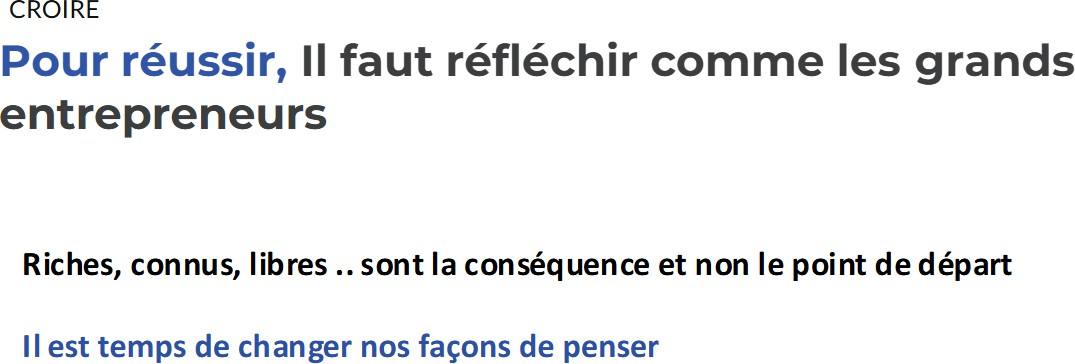 CROIRE
Pour réussir, Il faut réfléchir comme les grands
entrepreneurs
Riches, connus, libres .. sont la conséquence et non le point de départ
Il est temps de changer nos façons de penser